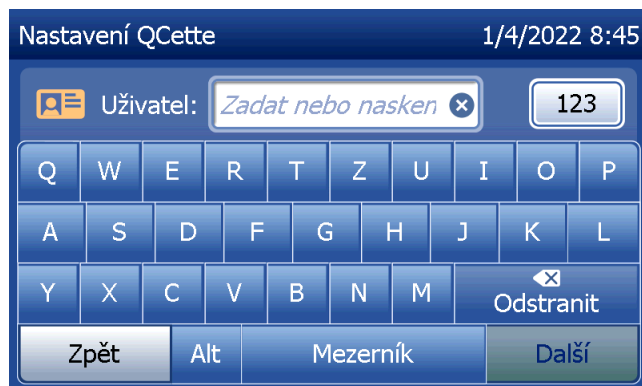 Nastavení QCette 1/4/2022 8:45
Uživatel: Zadat nebo nasken 123
Q W E R T Z U I O P
A S D F G H J K L
Y X C V B N M Odstranit
Zpět Alt Mezerník Další